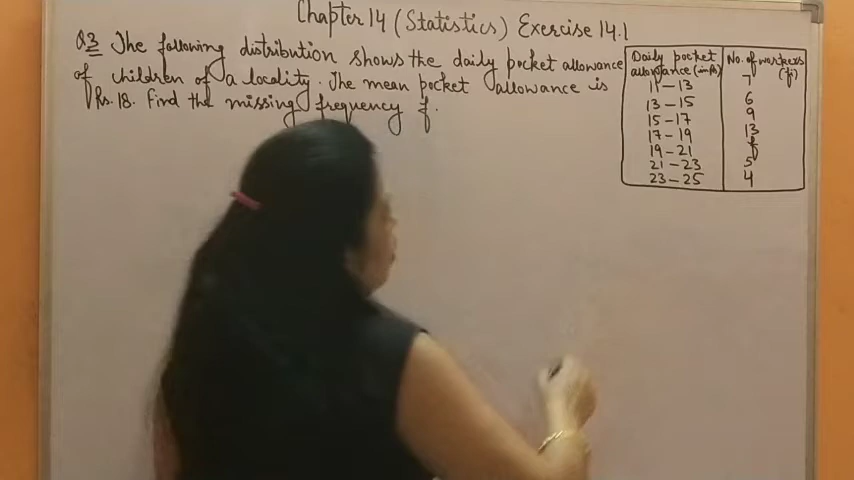 Chapter 14 (Statistics) Exercise 14.1
Q3 The following distribution shows the daily pocket allowance
of children of a locality. The mean pocket allowance is
Rs. 18. Find the missing frequency f.
Daily pocket No. of workers
allowance (in Rs) (fi)
11-13 7
13-15 6
15-17 9
17-19 13
19-21 f
21-23 5
23-25 4